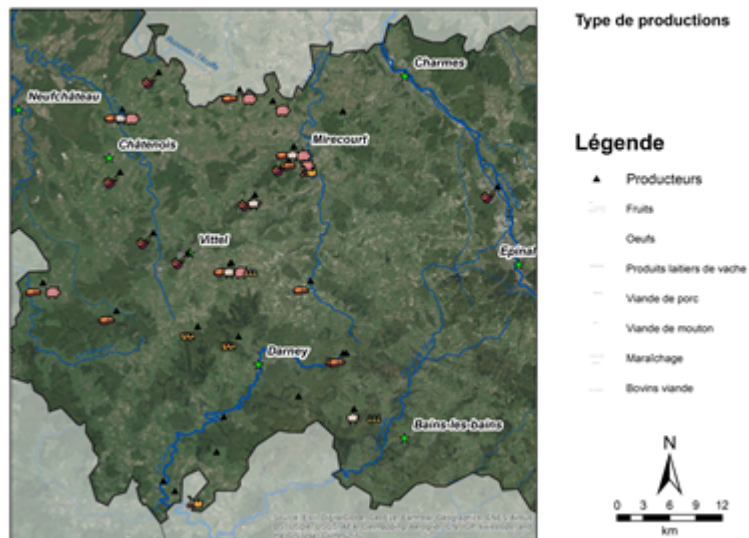 Type de productions
Ruisseau
Charmes
Neufchâteau
Châtenois
Mirecourt
Vittel
Epinal
Darney
Bains-les-bains
Légende
Producteurs
Fruits
Oeufs
Produits laitiers de vache
Viande de porc
Viande de mouton
Maraîchage
Bovins viande
N
0 3 6 9 12
km